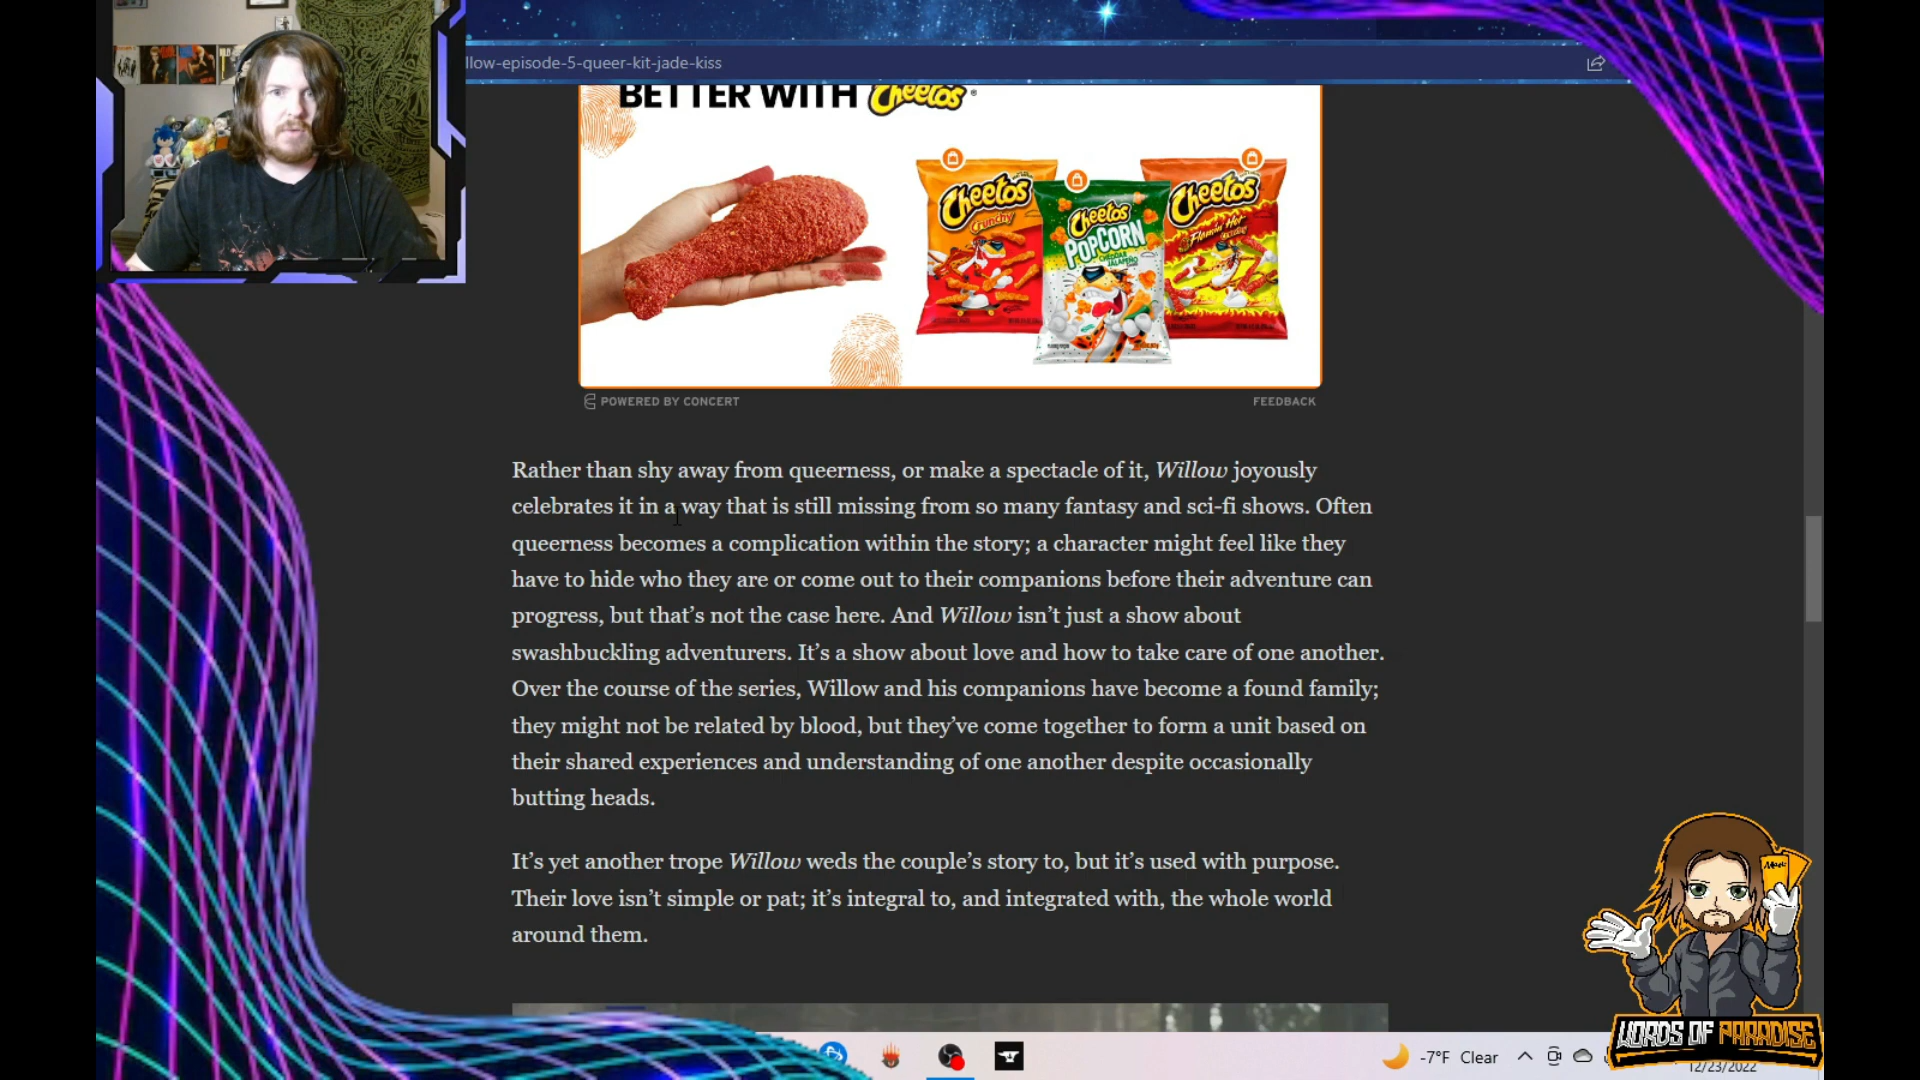 llow-episode-5-queer-kit-jade-kiss
BETTER WITH Cheetos
Cheetos
Crunchy
Cheetos
POPCORN
CHEDDAR
JALAPEÑO
Cheetos
Flamin' Hot
POWERED BY CONCERT
FEEDBACK
Rather than shy away from queerness, or make a spectacle of it, Willow joyously
celebrates it in a way that is still missing from so many fantasy and sci-fi shows. Often
queerness becomes a complication within the story; a character might feel like they
have to hide who they are or come out to their companions before their adventure can
progress, but that’s not the case here. And Willow isn’t just a show about
swashbuckling adventurers. It’s a show about love and how to take care of one another.
Over the course of the series, Willow and his companions have become a found family;
they might not be related by blood, but they’ve come together to form a unit based on
their shared experiences and understanding of one another despite occasionally
butting heads.
It’s yet another trope Willow weds the couple’s story to, but it’s used with purpose.
Their love isn’t simple or pat; it’s integral to, and integrated with, the whole world
around them.
WORDS OF PARADISE
-7°F Clear
12/23/2022